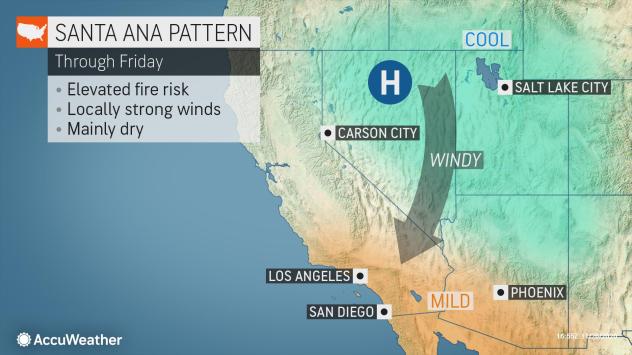 SANTA ANA PATTERN
Through Friday
• Elevated fire risk
• Locally strong winds
• Mainly dry
COOL
H
SALT LAKE CITY
CARSON CITY
WINDY
LOS ANGELES
MILD
PHOENIX
SAN DIEGO
AccuWeather